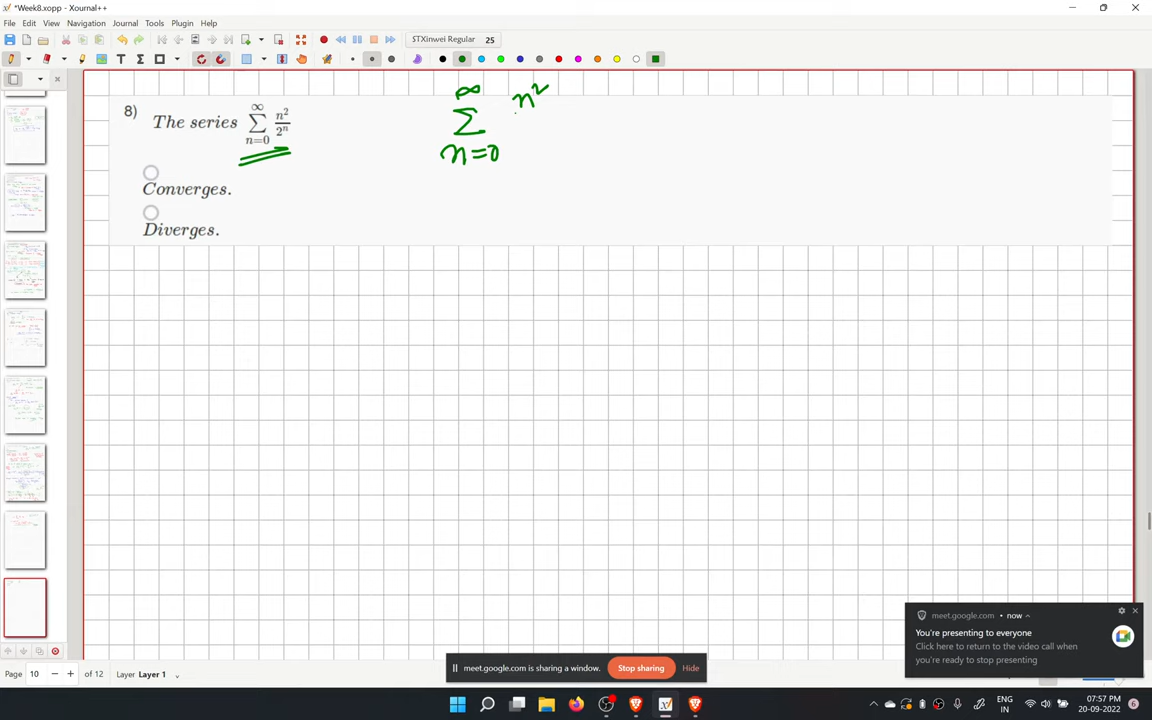 *Week8.xopp - Xournal++
File Edit View Navigation Journal Tools Plugin Help
STXinwei Regular 25
8) The series ∞ ∑ n=0 n² / 2ⁿ
Converges.
Diverges.
∞ ∑ n=0 n²
meet.google.com • now
You're presenting to everyone
Click here to return to the video call when
you're ready to stop presenting
meet.google.com is sharing a window. Stop sharing Hide
Page 10 of 12 Layer Layer 1
ENG
IN
07:57 PM
20-09-2022
6